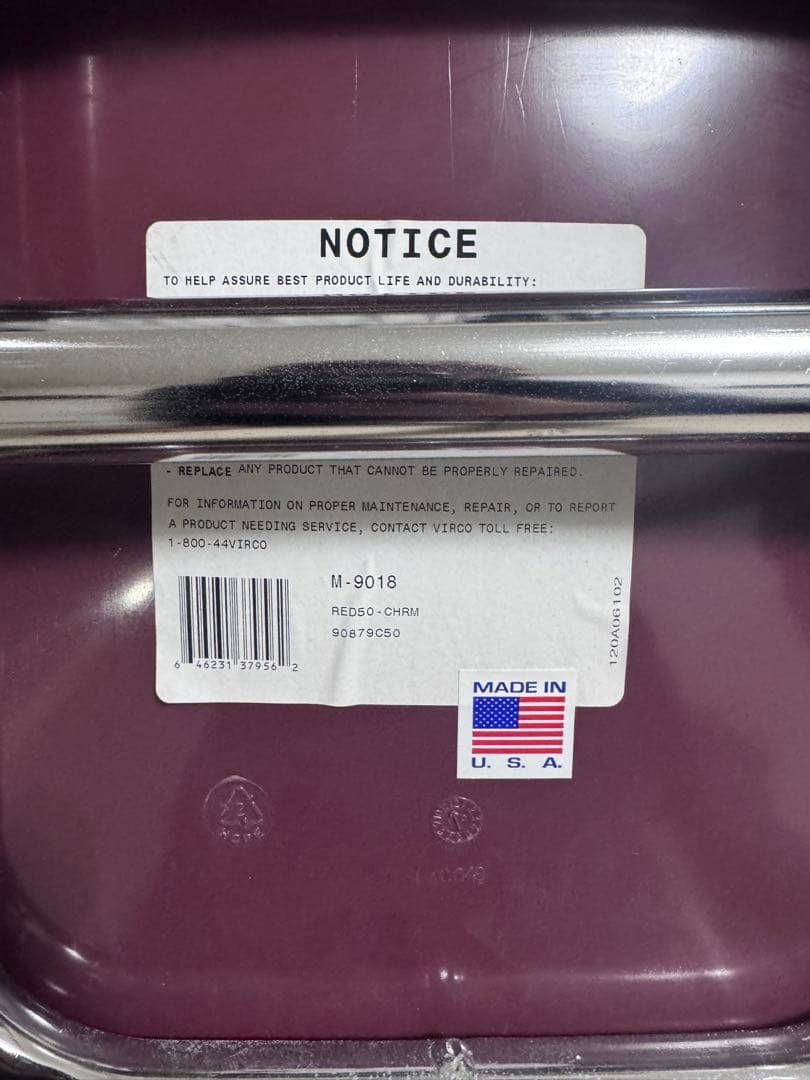 NOTICE
TO HELP ASSURE BEST PRODUCT LIFE AND DURABILITY:
- REPLACE ANY PRODUCT THAT CANNOT BE PROPERLY REPAIRED.
FOR INFORMATION ON PROPER MAINTENANCE, REPAIR, OR TO REPORT
A PRODUCT NEEDING SERVICE, CONTACT VIRCO TOLL FREE:
1-800-44VIRCO
M-9018
RED50-CHRM
90879C50
6 46231 37956 2
120A06102
MADE IN
U. S. A.